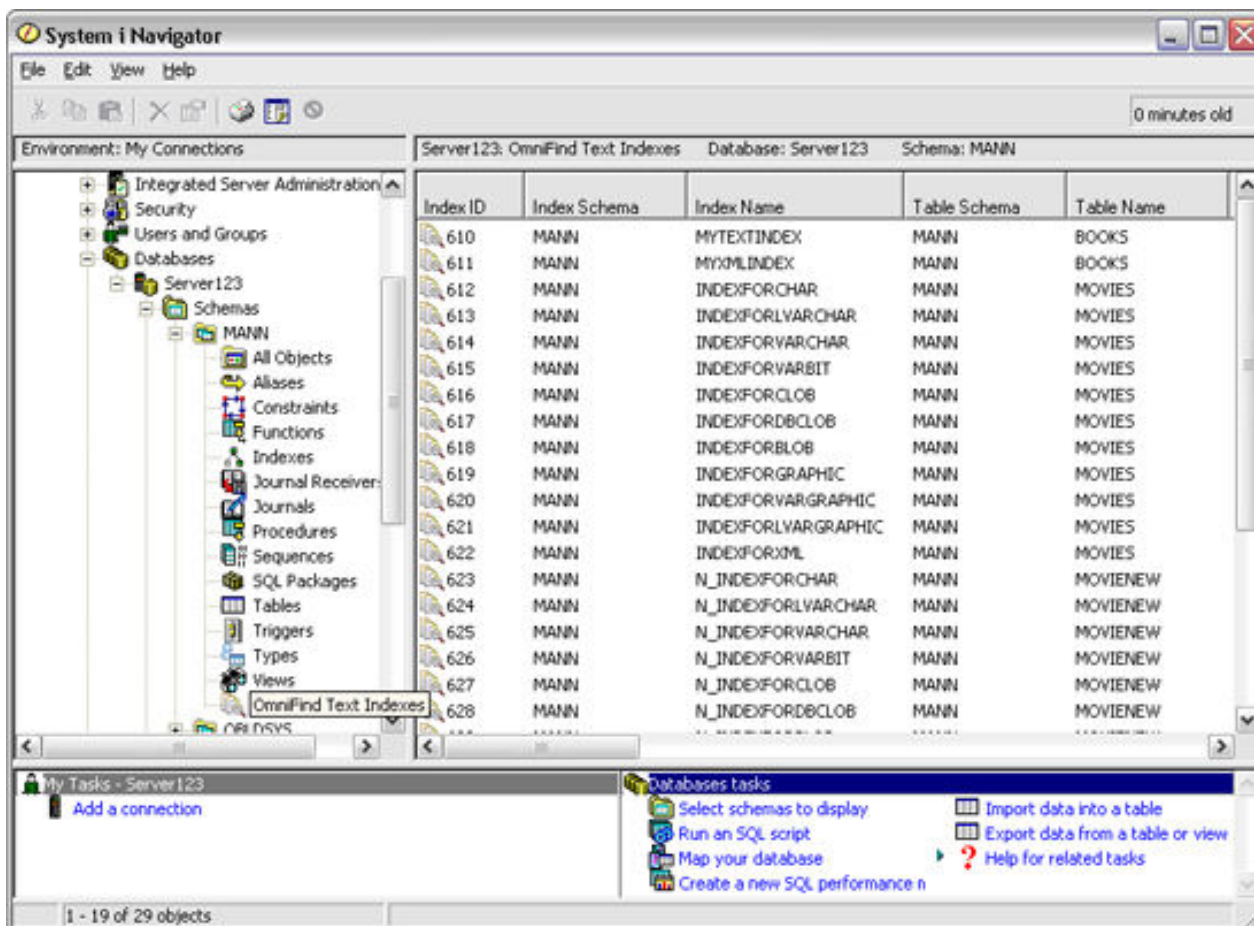 System i Navigator
File Edit View Help
0 minutes old
Environment: My Connections
Server123: OmniFind Text Indexes Database: Server123 Schema: MANN
Integrated Server Administration
Security
Users and Groups
Databases
Server123
Schemas
MANN
All Objects
Aliases
Constraints
Functions
Indexes
Journal Receiver
Journals
Procedures
Sequences
SQL Packages
Tables
Triggers
Types
Views
OmniFind Text Indexes
Index ID Index Schema Index Name Table Schema Table Name
610 MANN MYTEXTINDEX MANN BOOKS
611 MANN MYXMLINDEX MANN BOOKS
612 MANN INDEXFORCHAR MANN MOVIES
613 MANN INDEXFORLVARCHAR MANN MOVIES
614 MANN INDEXFORVARCHAR MANN MOVIES
615 MANN INDEXFORVARBIT MANN MOVIES
616 MANN INDEXFORCLOB MANN MOVIES
617 MANN INDEXFORDBCLOB MANN MOVIES
618 MANN INDEXFORBLOB MANN MOVIES
619 MANN INDEXFORGRAPHIC MANN MOVIES
620 MANN INDEXFORVARGRAPHIC MANN MOVIES
621 MANN INDEXFORLVARGRAPHIC MANN MOVIES
622 MANN INDEXFORXML MANN MOVIES
623 MANN N_INDEXFORCHAR MANN MOVIENEW
624 MANN N_INDEXFORLVARCHAR MANN MOVIENEW
625 MANN N_INDEXFORVARCHAR MANN MOVIENEW
626 MANN N_INDEXFORVARBIT MANN MOVIENEW
627 MANN N_INDEXFORCLOB MANN MOVIENEW
628 MANN N_INDEXFORDBCLOB MANN MOVIENEW
My Tasks - Server123
Add a connection
Databases tasks
Select schemas to display
Run an SQL script
Map your database
Create a new SQL performance n
Import data into a table
Export data from a table or view
Help for related tasks
1 - 19 of 29 objects